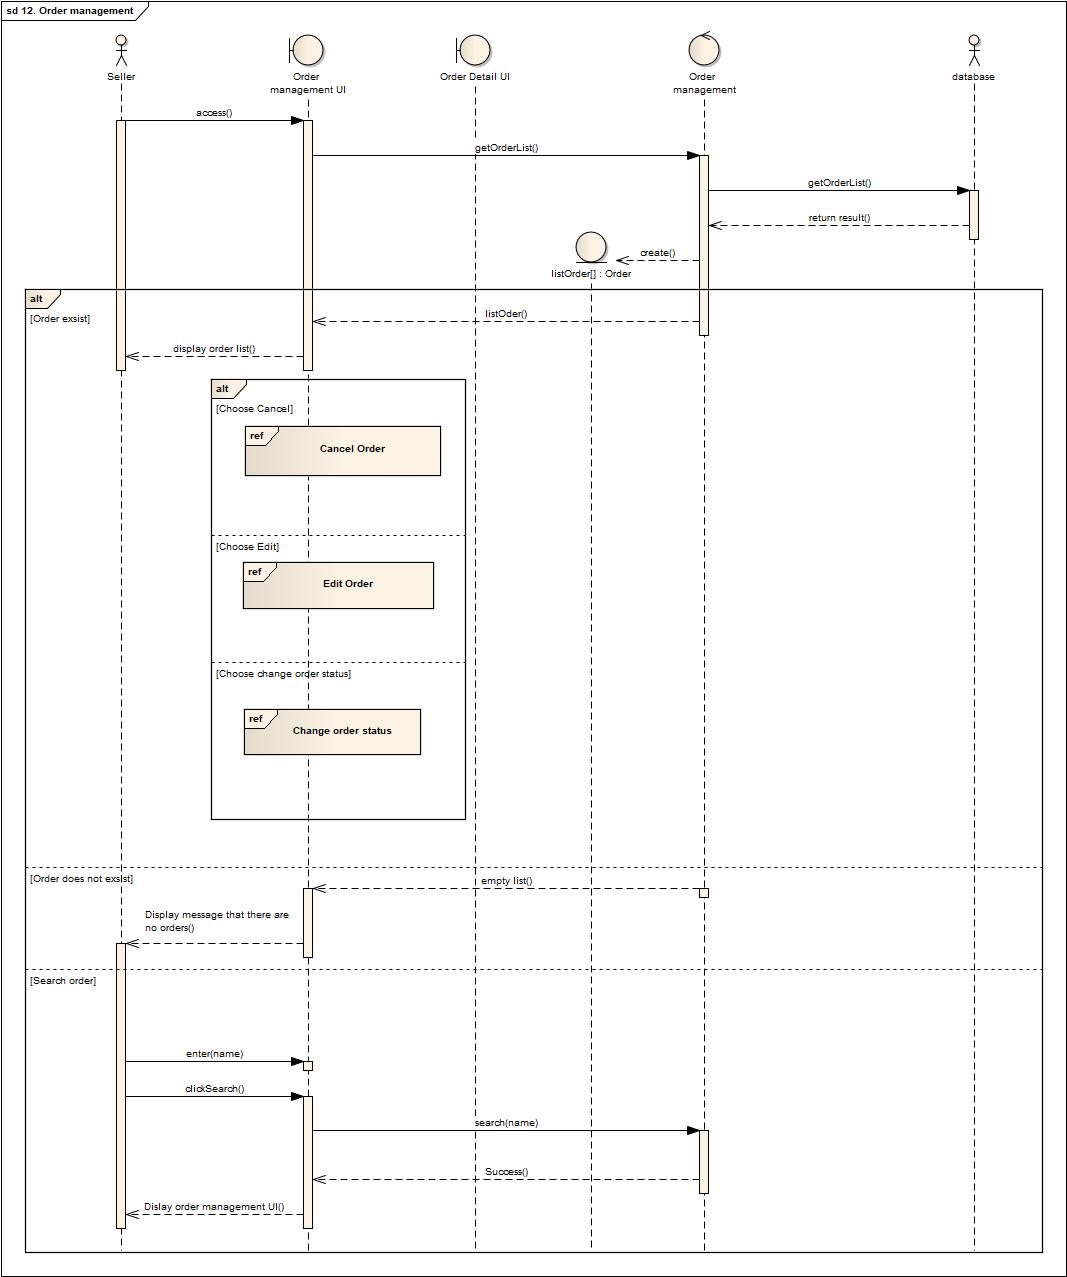 sd 12. Order management
Seller
Order
management UI
Order Detail UI
Order
management
database
access()
getOrderList()
getOrderList()
return result()
create()
listOrder[] : Order
alt
[Order exsist]
listOder()
display order list()
alt
[Choose Cancel]
ref
Cancel Order
[Choose Edit]
ref
Edit Order
[Choose change order status]
ref
Change order status
[Order does not exsist]
empty list()
Display message that there are
no orders()
[Search order]
enter(name)
clickSearch()
search(name)
Success()
Dislay order management UI()